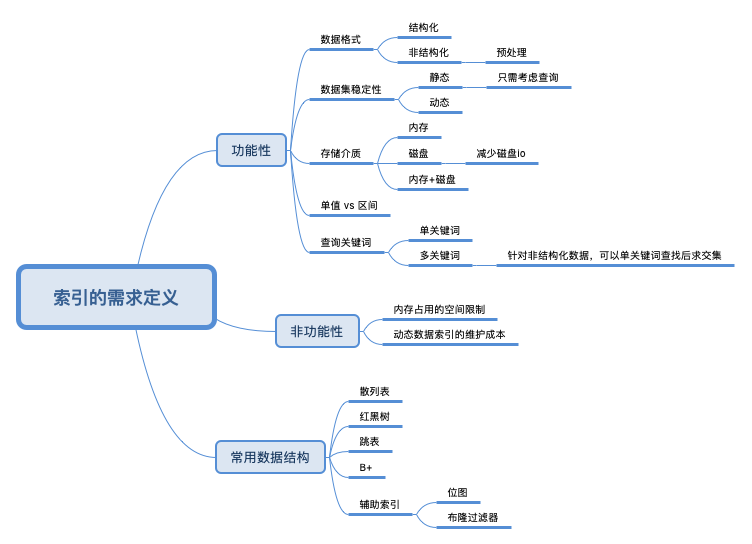 索引的需求定义
功能性
数据格式
结构化
非结构化
预处理
数据集稳定性
静态
只需考虑查询
动态
存储介质
内存
磁盘
减少磁盘io
内存+磁盘
单值 vs 区间
查询关键词
单关键词
多关键词
针对非结构化数据，可以单关键词查找后求交集
非功能性
内存占用的空间限制
动态数据索引的维护成本
常用数据结构
散列表
红黑树
跳表
B+
辅助索引
位图
布隆过滤器